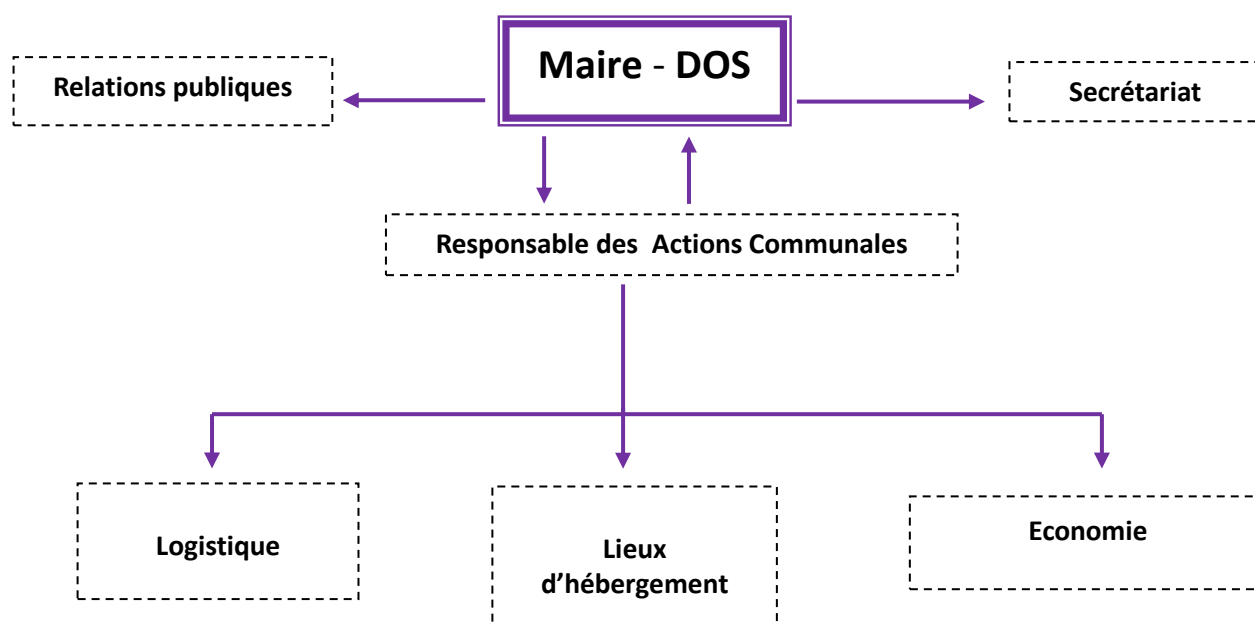 Maire - DOS
Relations publiques
Secrétariat
Responsable des Actions Communales
Logistique
Lieux
d’hébergement
Economie